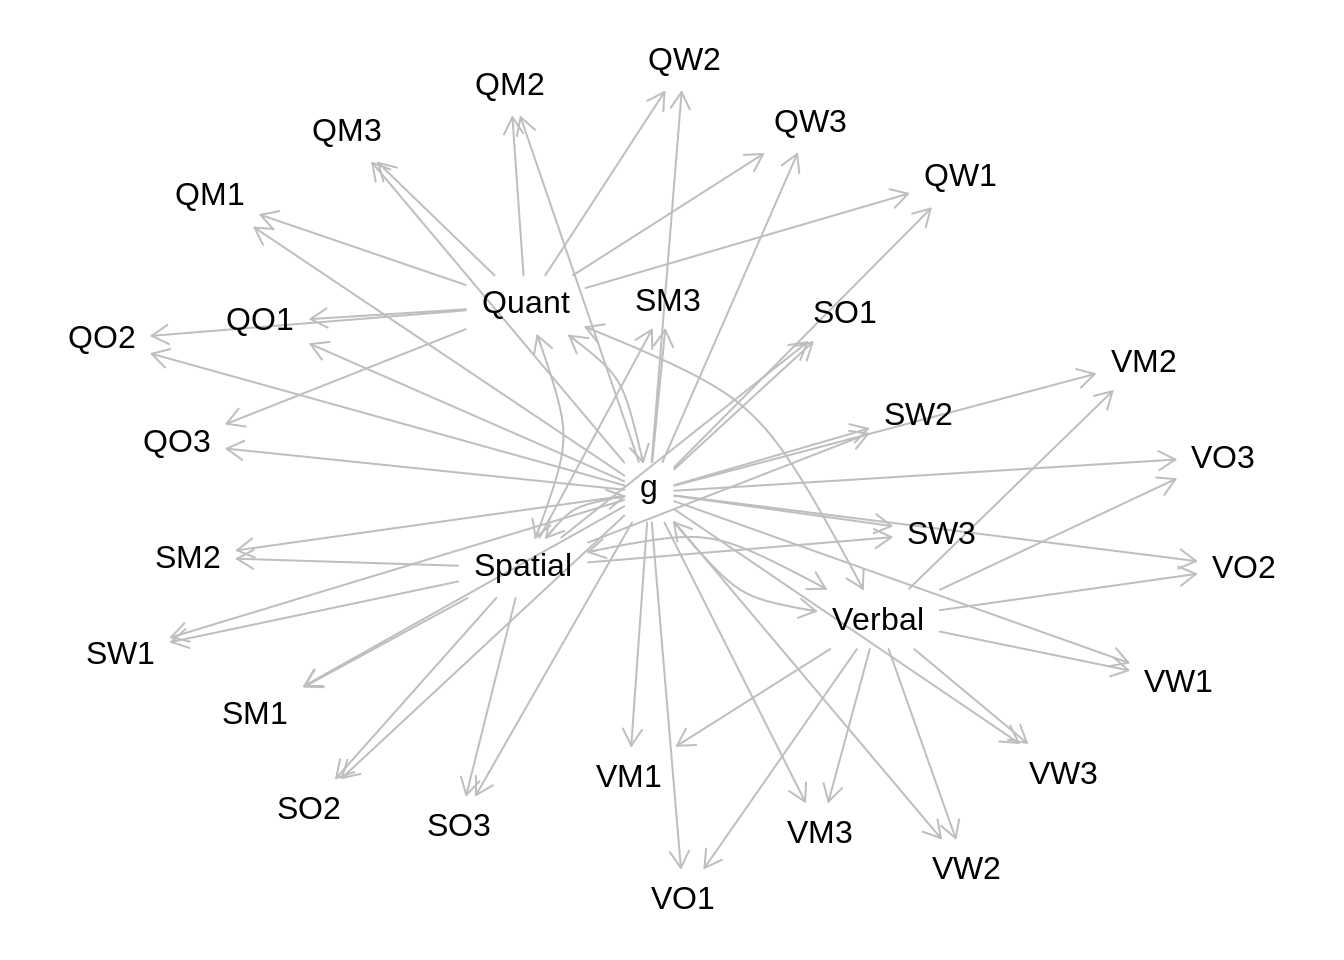 QW2
QM2
QW3
QM3
QW1
QM1
Quant
SM3
SO1
QO1
QO2
VM2
SW2
QO3
VO3
g
SW3
SM2
Spatial
VO2
Verbal
SW1
VW1
SM1
VM1
VW3
SO2
SO3
VM3
VW2
VO1